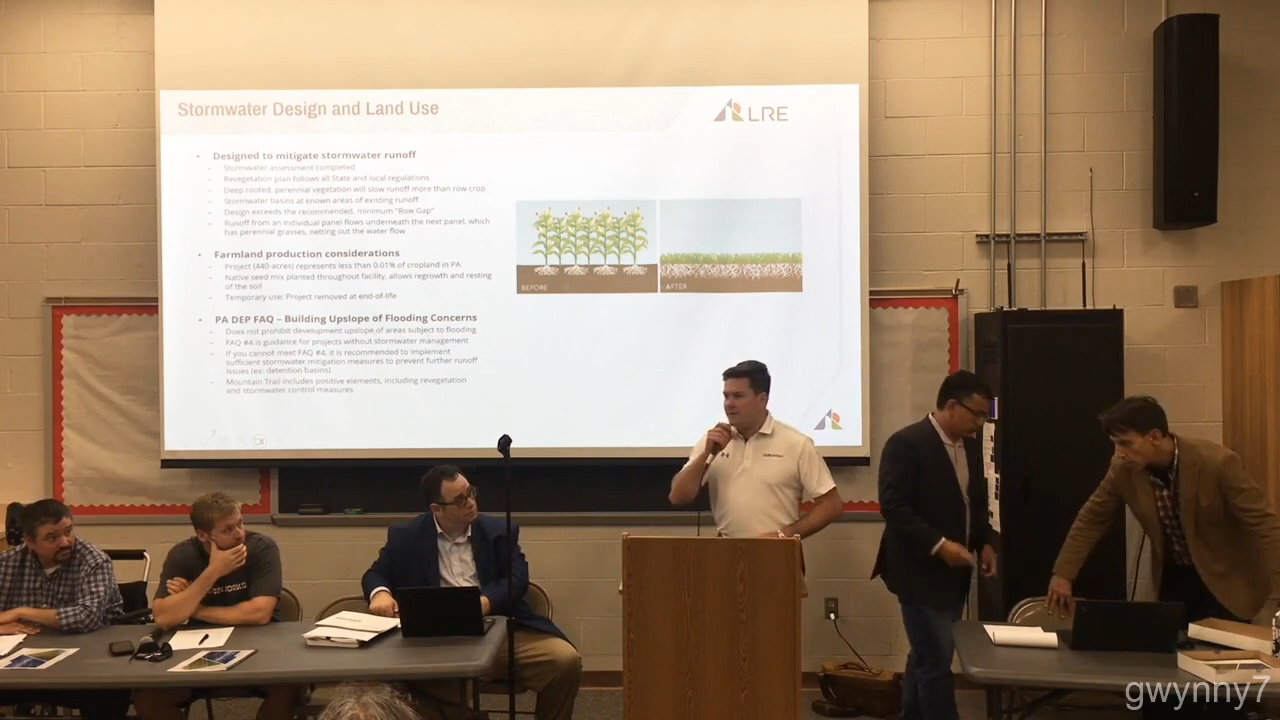 Stormwater Design and Land Use
LRE
• Designed to mitigate stormwater runoff
– Stormwater assessment completed
– Revegetation plan follows all State and local regulations
– Deep rooted, perennial vegetation will slow runoff more than row crop
– Stormwater basins at known areas of existing runoff
– Design exceeds the recommended, minimum "Row Gap"
– Runoff from an individual panel flows underneath the next panel, which
has perennial grasses, netting out the water flow
• Farmland production considerations
– Project (440-acres) represents less than 0.01% of cropland in PA
– Native seed mix planted throughout facility, allows regrowth and resting
of the soil
– Temporary use; Project removed at end-of-life
• PA DEP FAQ – Building Upslope of Flooding Concerns
– Does not prohibit development upslope of areas subject to flooding
– FAQ #4 is guidance for projects without stormwater management
– If you cannot meet FAQ #4, it is recommended to implement
sufficient stormwater mitigation measures to prevent further runoff
issues (ex: detention basins)
– Mountain Trail includes positive elements, including revegetation
and stormwater control measures
BEFORE
AFTER
7
gwynny7